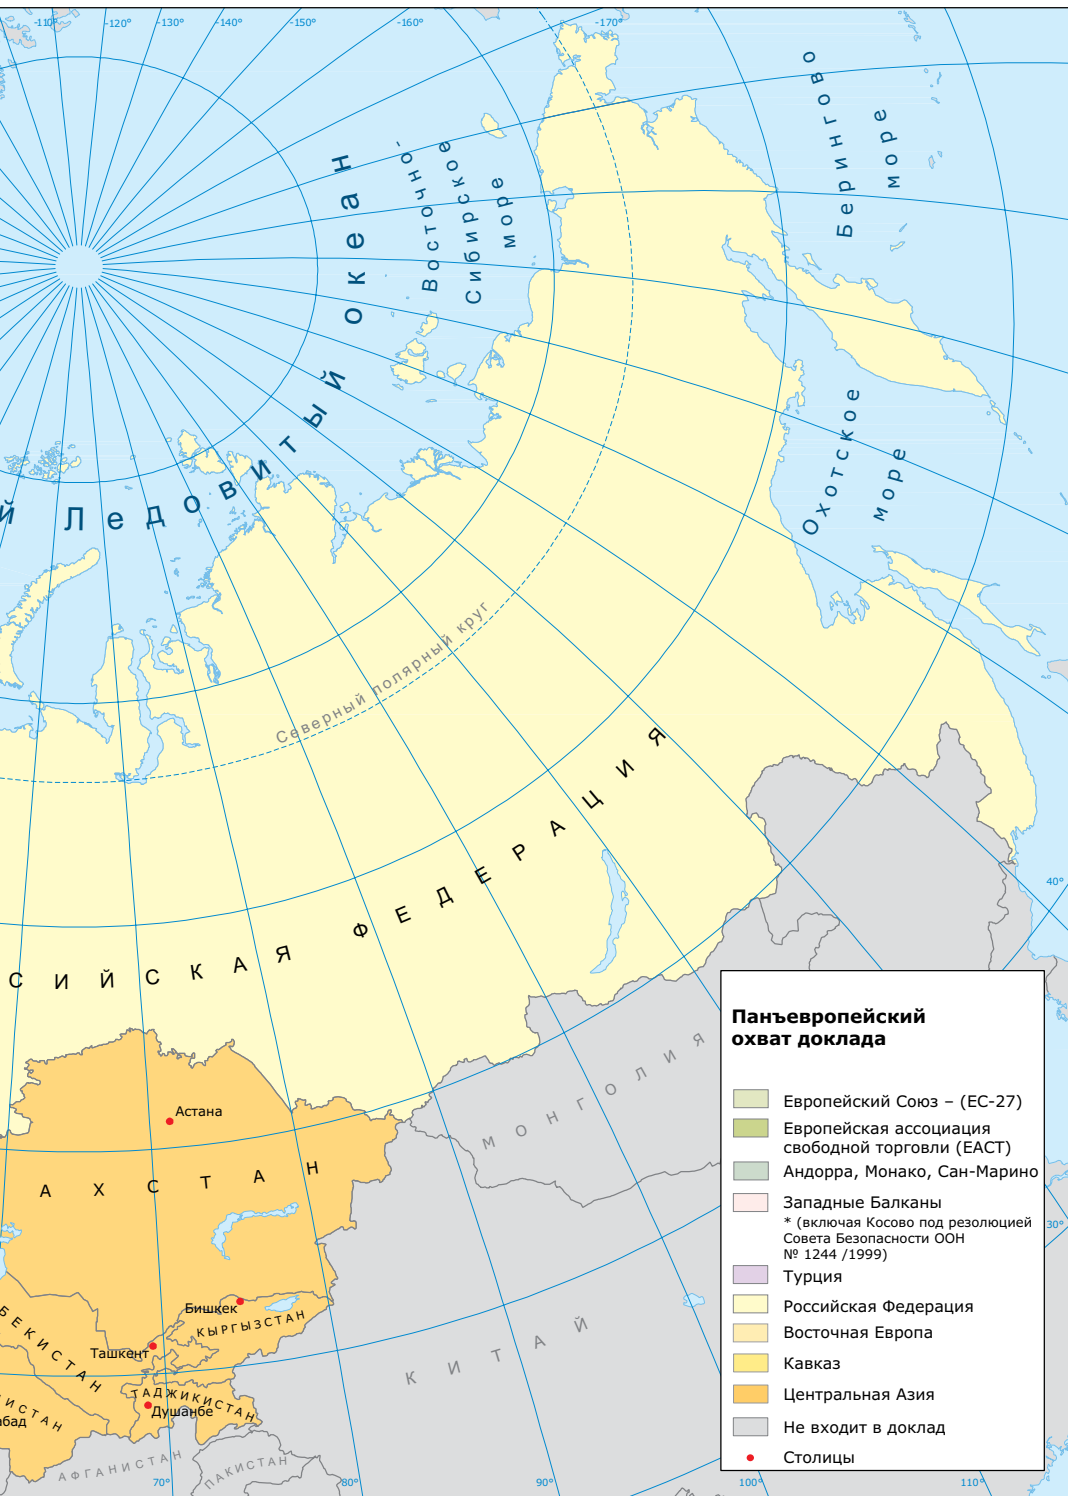 -110°
-120°
-130°
-140°
-150°
-160°
-170°
Берингово
море
Восточно-
Сибирское
море
й Ледовитый океан
Охотское
море
Северный полярный круг
СИЙСКАЯ ФЕДЕРАЦИЯ
40°
МОНГОЛИЯ
Астана
АХСТАН
30°
Бишкек
КЫРГЫЗСТАН
БЕКИСТАН
Ташкент
КИТАЙ
ТАДЖИКИСТАН
Душанбе
ИСТАН
абад
АФГАНИСТАН
ПАКИСТАН
70°
80°
90°
100°
110°
Панъевропейский
охват доклада
Европейский Союз – (ЕС-27)
Европейская ассоциация
свободной торговли (ЕАСТ)
Андорра, Монако, Сан-Марино
Западные Балканы
* (включая Косово под резолюцией
Совета Безопасности ООН
№ 1244 /1999)
Турция
Российская Федерация
Восточная Европа
Кавказ
Центральная Азия
Не входит в доклад
Столицы